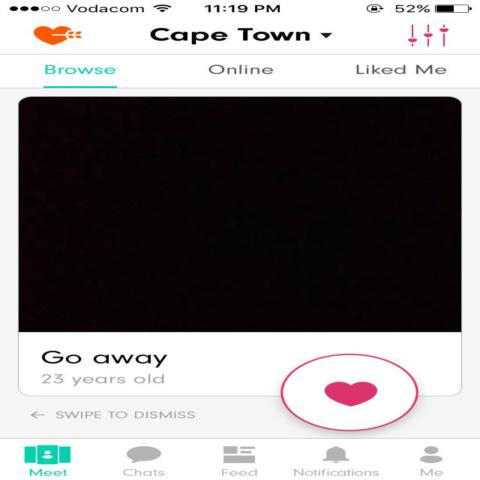 Vodacom 11:19 PM 52%
Cape Town
Browse Online Liked Me
Go away
23 years old
SWIPE TO DISMISS
Meet Chats Feed Notifications Me